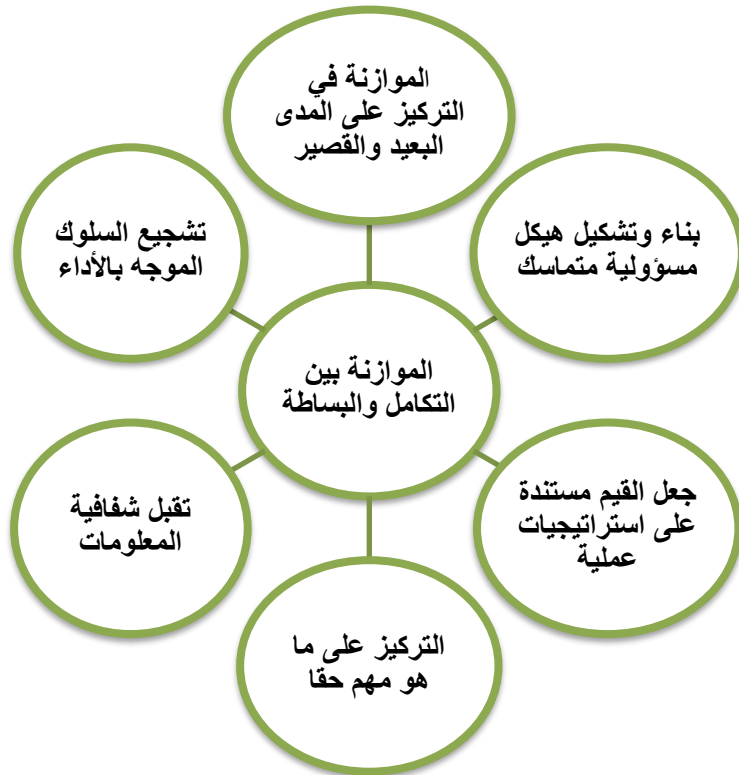 الموازنة في
التركيز على المدى
البعيد والقصير
بناء وتشكيل هيكل
مسؤولية متماسك
تشجيع السلوك
الموجه بالأداء
الموازنة بين
التكامل والبساطة
جعل القيم مستندة
على استراتيجيات
عملية
تقبل شفافية
المعلومات
التركيز على ما
هو مهم حقا